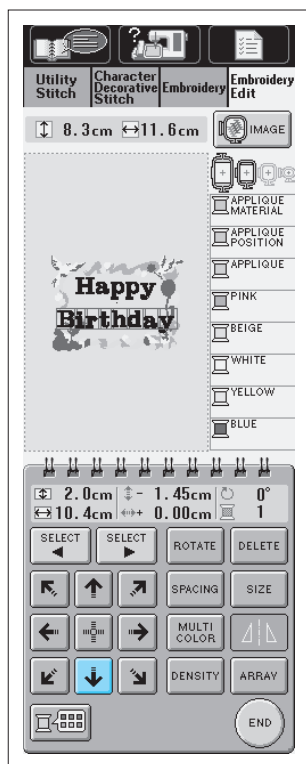 Utility Stitch
Character Decorative Stitch
Embroidery
Embroidery Edit
8.3cm 11.6cm
IMAGE
APPLIQUE MATERIAL
APPLIQUE POSITION
APPLIQUE
PINK
BEIGE
WHITE
YELLOW
BLUE
Happy
Birthday
2.0cm - 1.45cm 0°
10.4cm + 0.00cm 1
SELECT SELECT ROTATE DELETE
SPACING SIZE
MULTI COLOR
DENSITY ARRAY
END